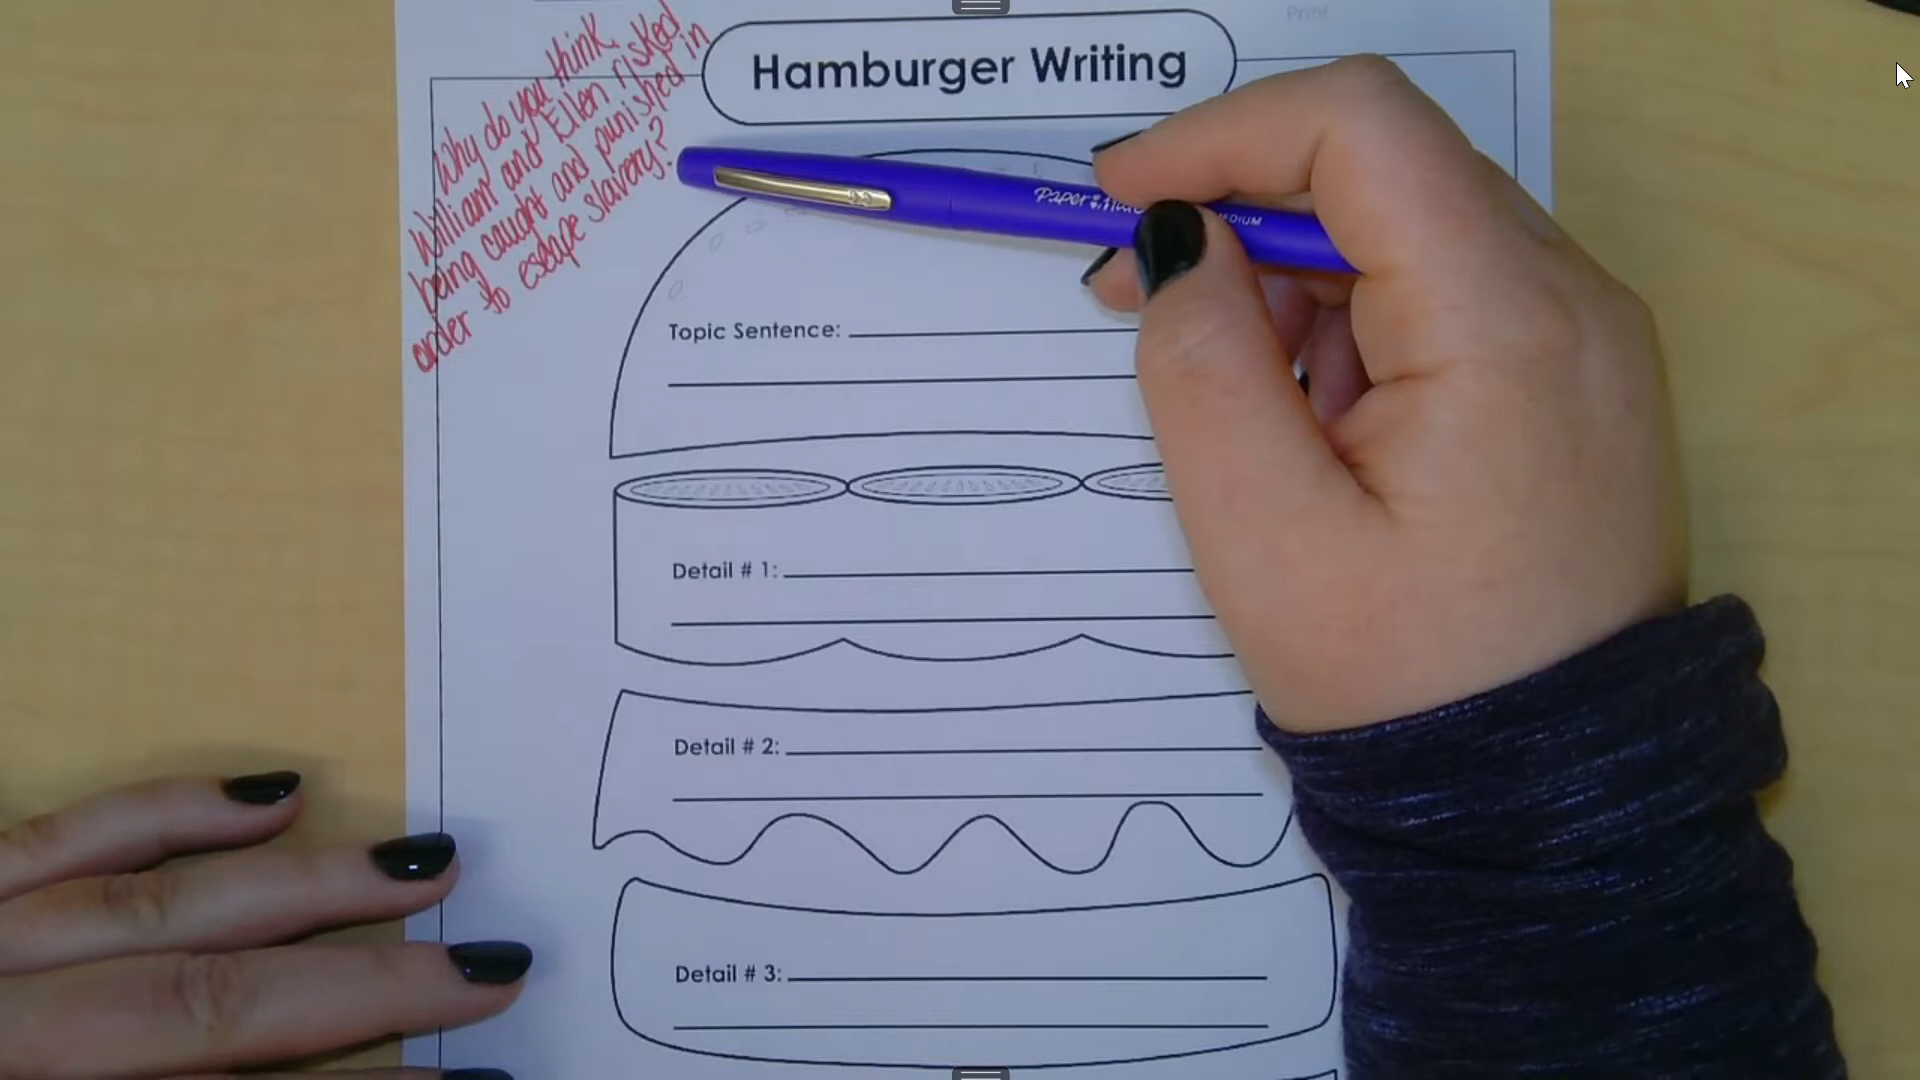 Print
Hamburger Writing
Why do you think
William and Ellen risked
being caught and punished in
order to escape slavery?
Paper Mate
MEDIUM
Topic Sentence:
Detail # 1:
Detail # 2:
Detail # 3: